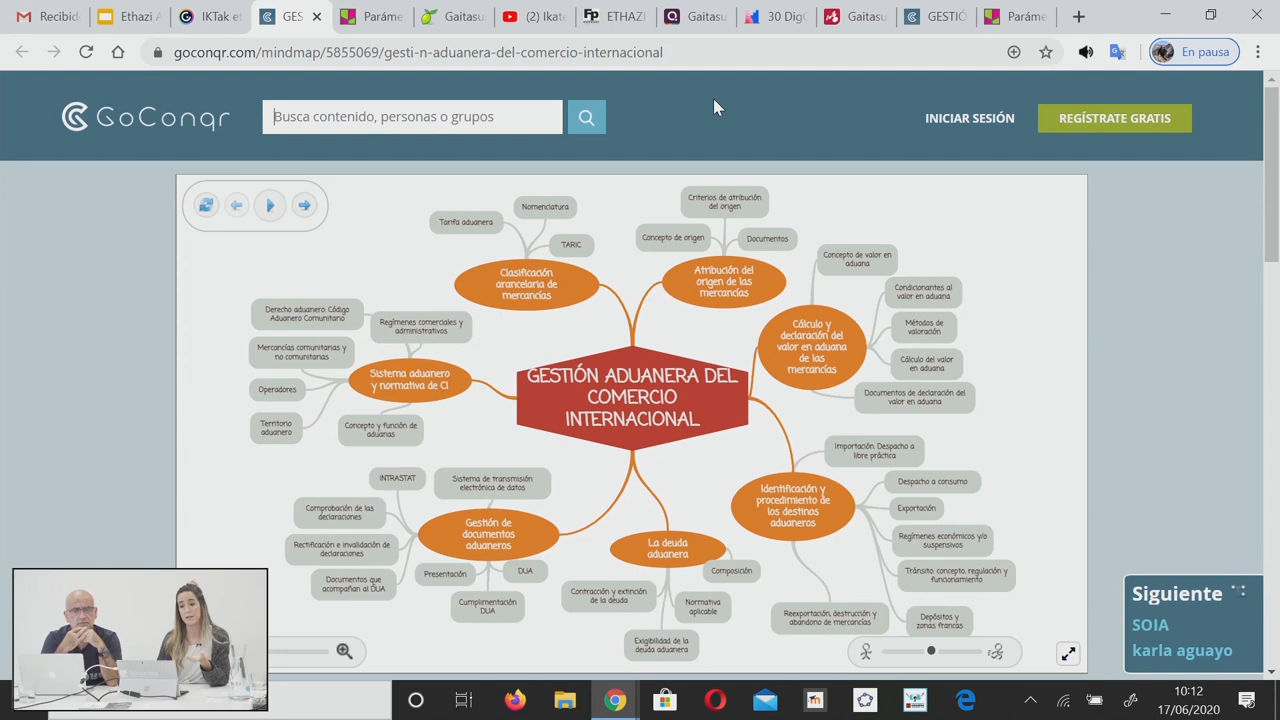 Recibid
Ethazi A
IKTak et
GES
Paráme
Gaitasu
(2) Ikate
ETHAZI
Gaitasu
30 Digi
Gaitasu
GESTIÓ
Paráme
goconqr.com/mindmap/5855069/gesti-n-aduanera-del-comercio-internacional
En pausa
GoConqr
Busca contenido, personas o grupos
INICIAR SESIÓN
REGÍSTRATE GRATIS
Criterios de atribución
del origen
Nomenclatura
Tarifa aduanera
TARIC
Concepto de origen
Documentos
Clasificación
arancelaria de
mercancías
Atribución del
origen de las
mercancías
Concepto de valor en
aduana
Condicionantes al
valor en aduana
Métodos de
valoración
Cálculo del valor
en aduana
Documentos de declaración del
valor en aduana
Cálculo y
declaración del
valor en aduana
de las
mercancías
Derecho aduanero: Código
Aduanero Comunitario
Regímenes comerciales y
administrativos
Mercancías comunitarias y
no comunitarias
Operadores
Territorio
aduanero
Concepto y función de
aduanas
Sistema aduanero
y normativa de CI
GESTIÓN ADUANERA DEL
COMERCIO
INTERNACIONAL
INTRASTAT
Sistema de transmisión
electrónica de datos
Comprobación de las
declaraciones
Rectificación e invalidación de
declaraciones
Documentos que
acompañan al DUA
Presentación
DUA
Cumplimentación
DUA
Gestión de
documentos
aduaneros
La deuda
aduanera
Composición
Contracción y extinción
de la deuda
Normativa
aplicable
Exigibilidad de la
deuda aduanera
Identificación y
procedimiento de
los destinos
aduaneros
Importación. Despacho a
libre práctica
Despacho a consumo
Exportación
Regímenes económicos y/o
suspensivos
Tránsito: concepto, regulación y
funcionamiento
Depósitos y
zonas francas
Reexportación, destrucción y
abandono de mercancías
Siguiente
SOIA
karla aguayo
10:12
17/06/2020